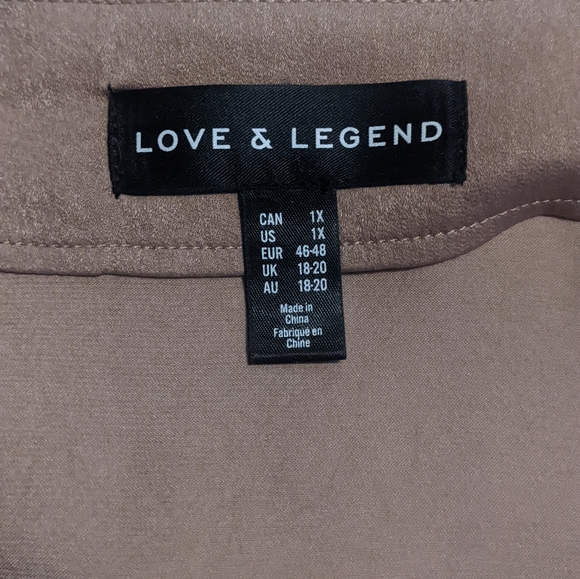 LOVE & LEGEND
CAN 1X
US 1X
EUR 46-48
UK 18-20
AU 18-20
Made in
China
Fabriqué en
Chine